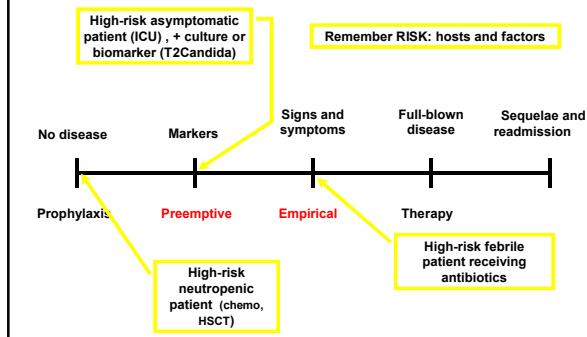 High-risk asymptomatic
patient (ICU) , + culture or
biomarker (T2Candida)
Remember RISK: hosts and factors
No disease
Markers
Signs and
symptoms
Full-blown
disease
Sequelae and
readmission
Prophylaxis
Preemptive
Empirical
Therapy
High-risk
neutropenic
patient (chemo,
HSCT)
High-risk febrile
patient receiving
antibiotics